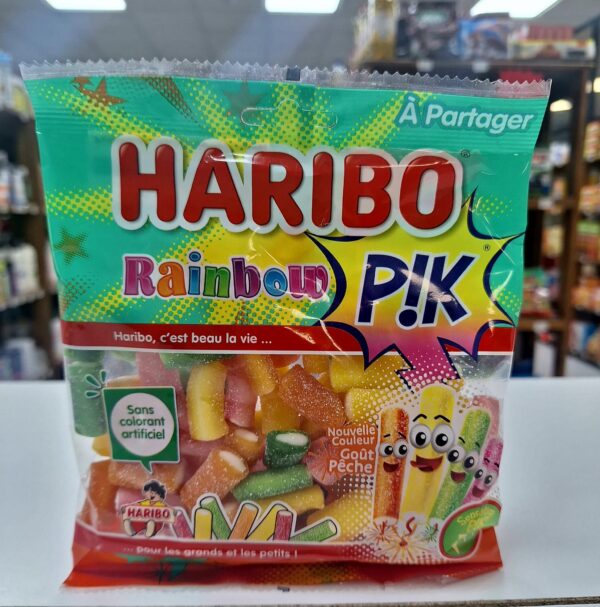 À Partager
HARIBO®
Rainbow P!K®
Haribo, c'est beau la vie ...
Sans
colorant
artificiel
Nouvelle
Couleur
Goût
Pêche
HARIBO
... pour les grands et les petits !